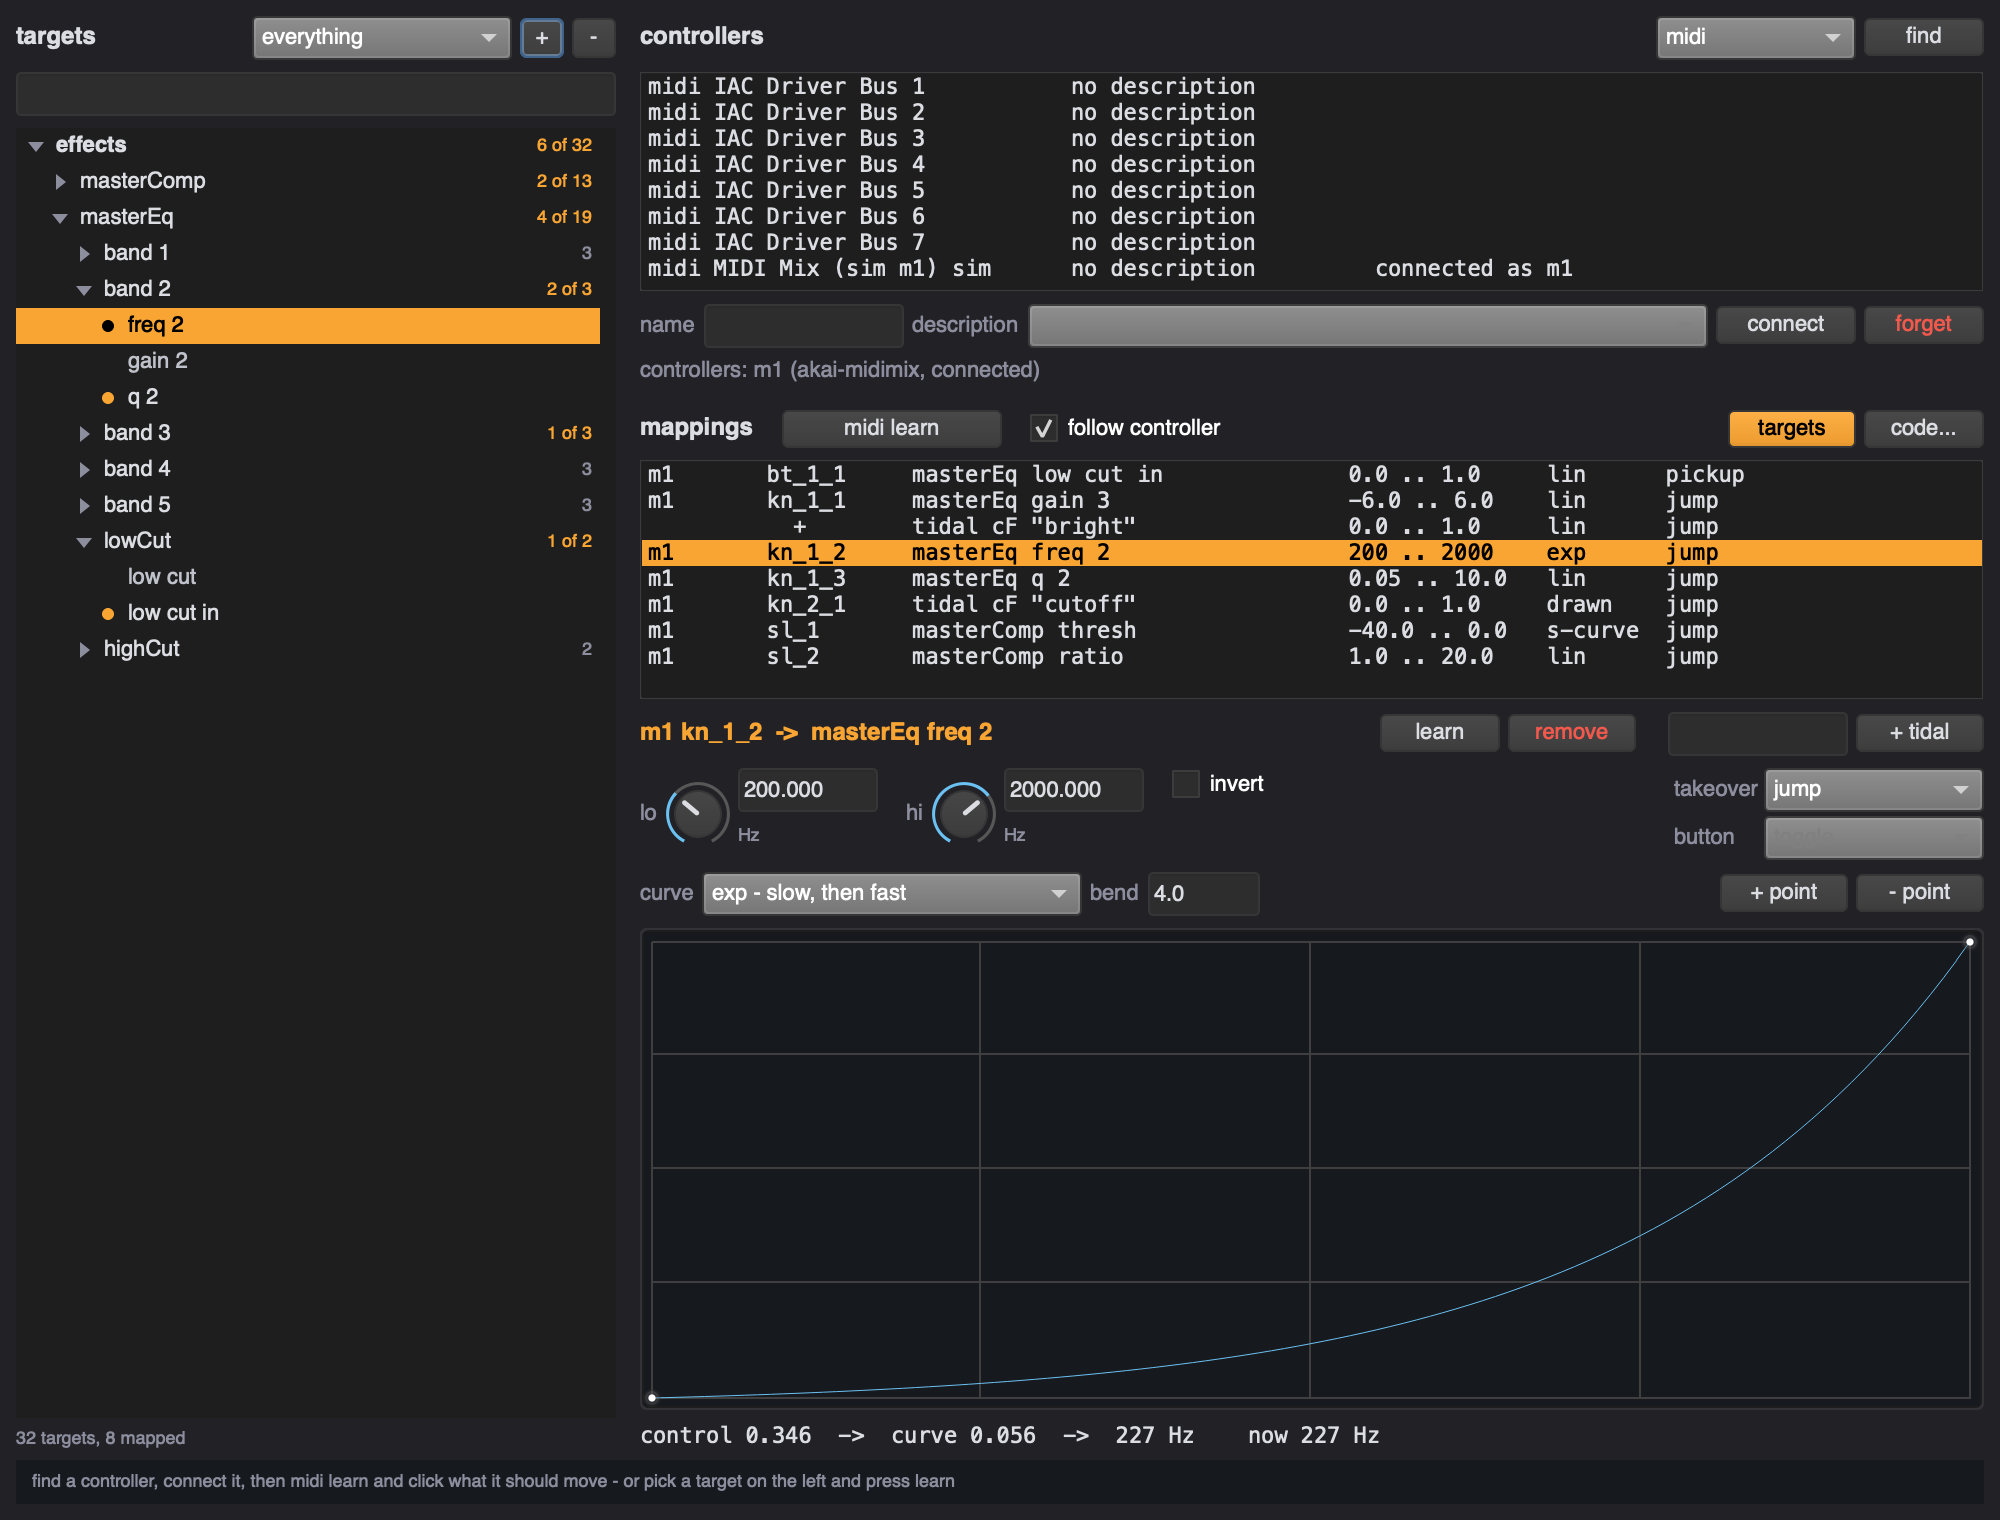 targets
everything
+
-
effects 6 of 32
masterComp 2 of 13
masterEq 4 of 19
band 1 3
band 2 2 of 3
freq 2
gain 2
q 2
band 3 1 of 3
band 4 3
band 5 3
lowCut 1 of 2
low cut
low cut in
highCut 2
32 targets, 8 mapped
controllers
midi
find
midi IAC Driver Bus 1 no description
midi IAC Driver Bus 2 no description
midi IAC Driver Bus 3 no description
midi IAC Driver Bus 4 no description
midi IAC Driver Bus 5 no description
midi IAC Driver Bus 6 no description
midi IAC Driver Bus 7 no description
midi MIDI Mix (sim m1) sim no description connected as m1
name description connect forget
controllers: m1 (akai-midimix, connected)
mappings midi learn follow controller targets code...
m1 bt_1_1 masterEq low cut in 0.0 .. 1.0 lin pickup
m1 kn_1_1 masterEq gain 3 -6.0 .. 6.0 lin jump
+ tidal cF "bright" 0.0 .. 1.0 lin jump
m1 kn_1_2 masterEq freq 2 200 .. 2000 exp jump
m1 kn_1_3 masterEq q 2 0.05 .. 10.0 lin jump
m1 kn_2_1 tidal cF "cutoff" 0.0 .. 1.0 drawn jump
m1 sl_1 masterComp thresh -40.0 .. 0.0 s-curve jump
m1 sl_2 masterComp ratio 1.0 .. 20.0 lin jump
m1 kn_1_2 -> masterEq freq 2 learn remove + tidal
lo 200.000 Hz hi 2000.000 Hz invert takeover jump
button
curve exp - slow, then fast bend 4.0 + point - point
control 0.346 -> curve 0.056 -> 227 Hz now 227 Hz
find a controller, connect it, then midi learn and click what it should move - or pick a target on the left and press learn